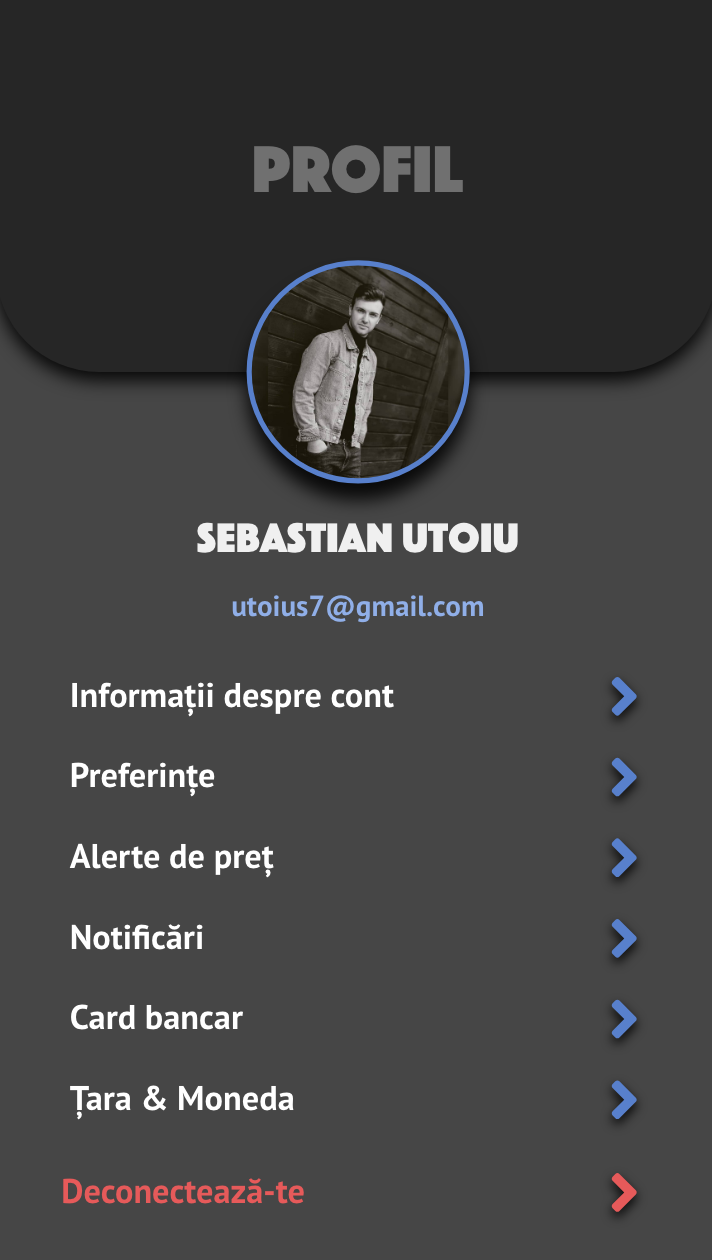 PROFIL
SEBASTIAN UTOIU
utoius7@gmail.com
Informații despre cont
Preferințe
Alerte de preț
Notificări
Card bancar
Țara & Moneda
Deconectează-te